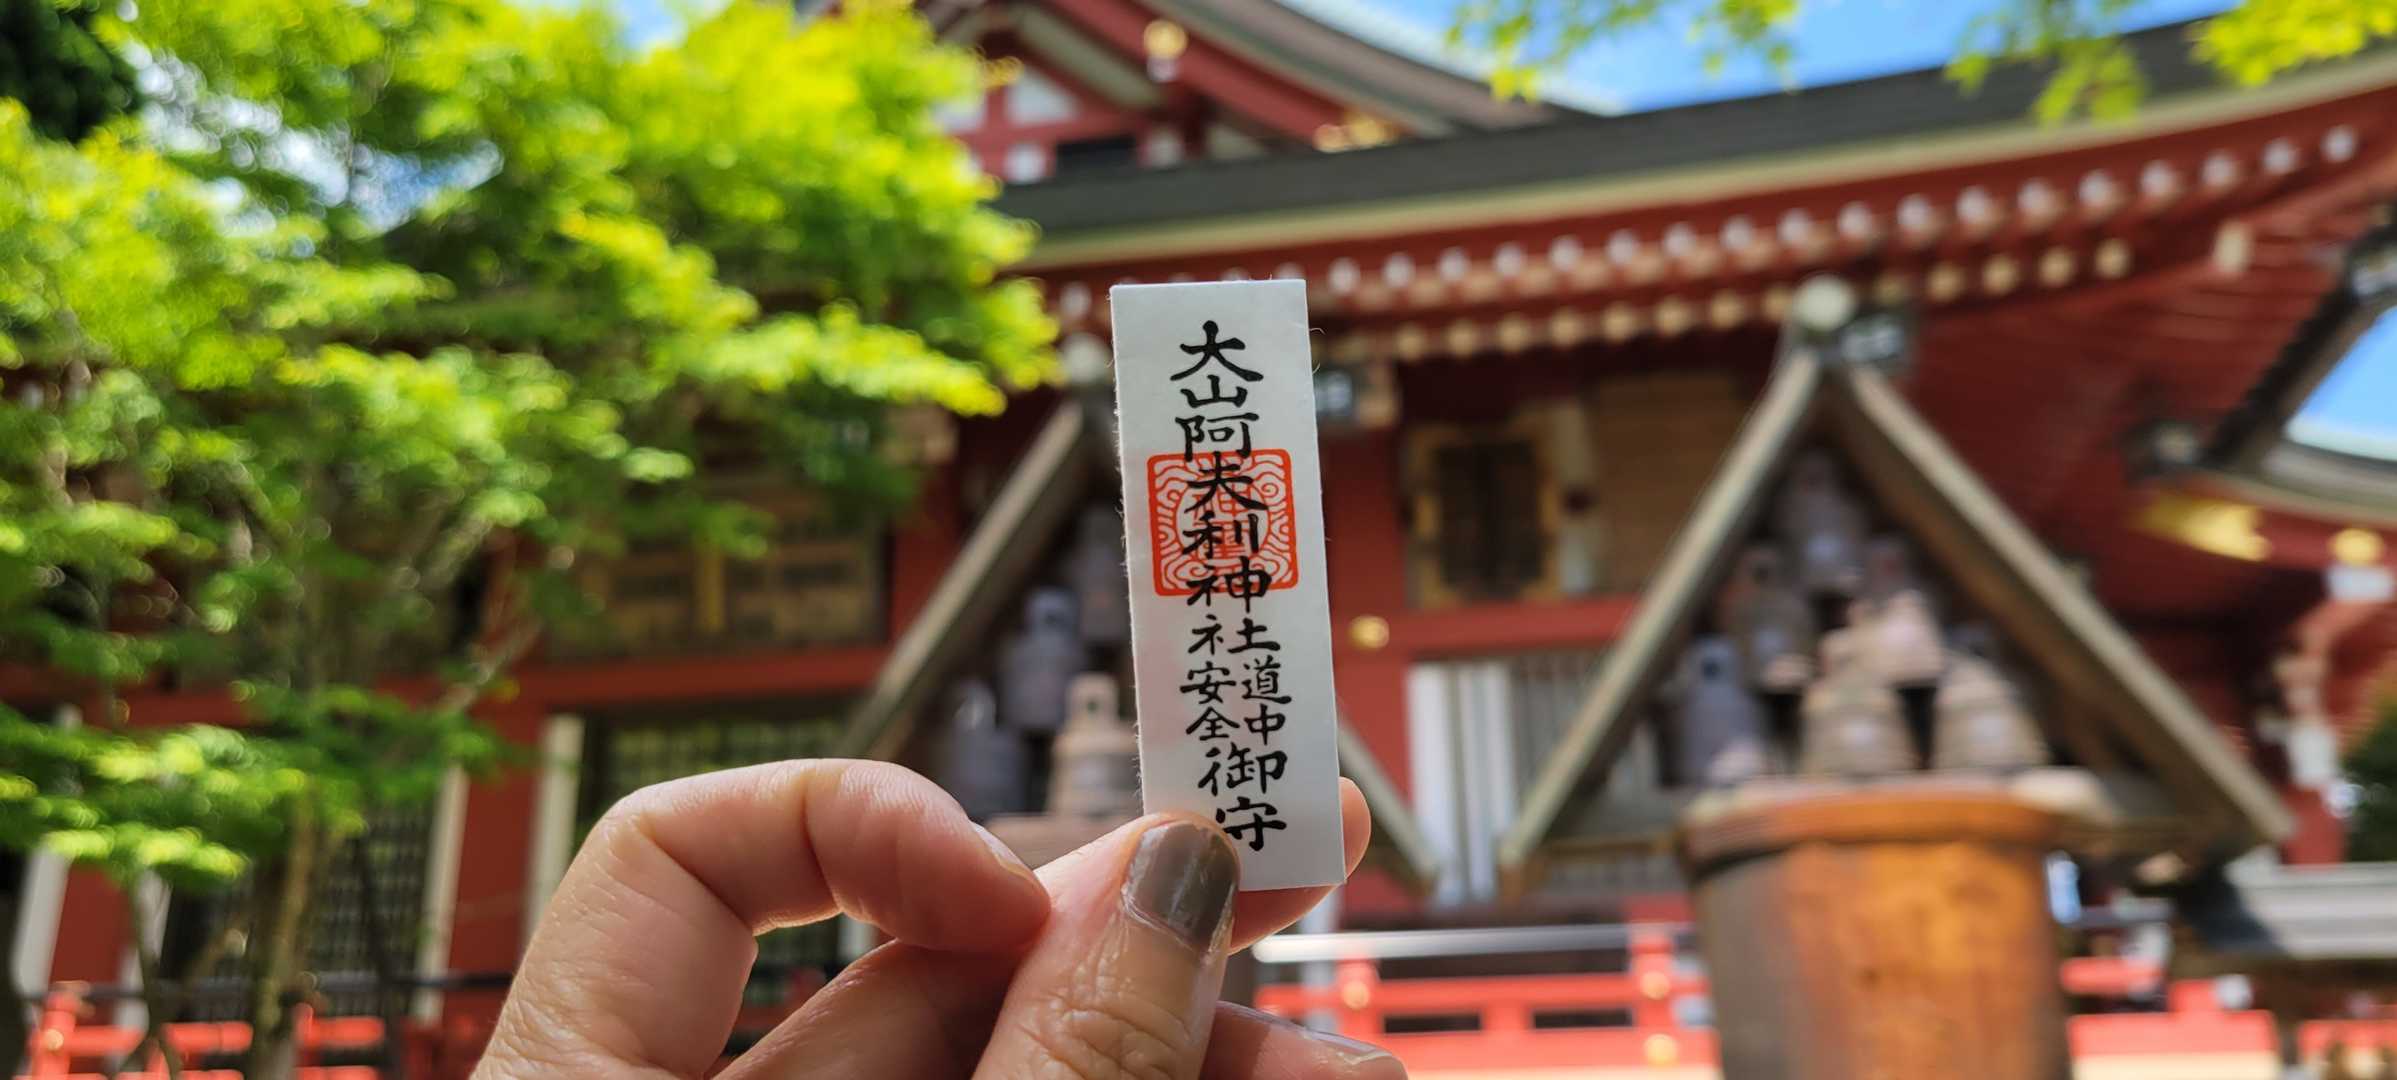 大山阿夫利神社
道中
安全
御守